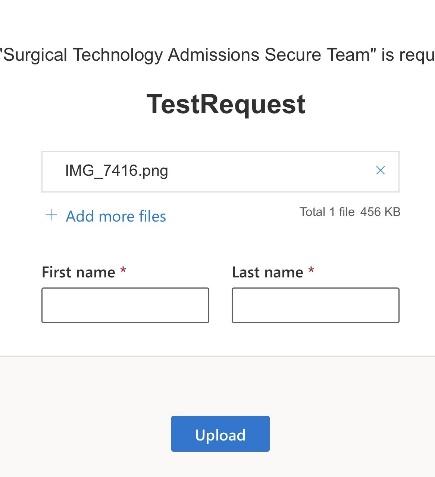 "Surgical Technology Admissions Secure Team" is requ
TestRequest
IMG_7416.png ×
+ Add more files Total 1 file 456 KB
First name * Last name *
Upload